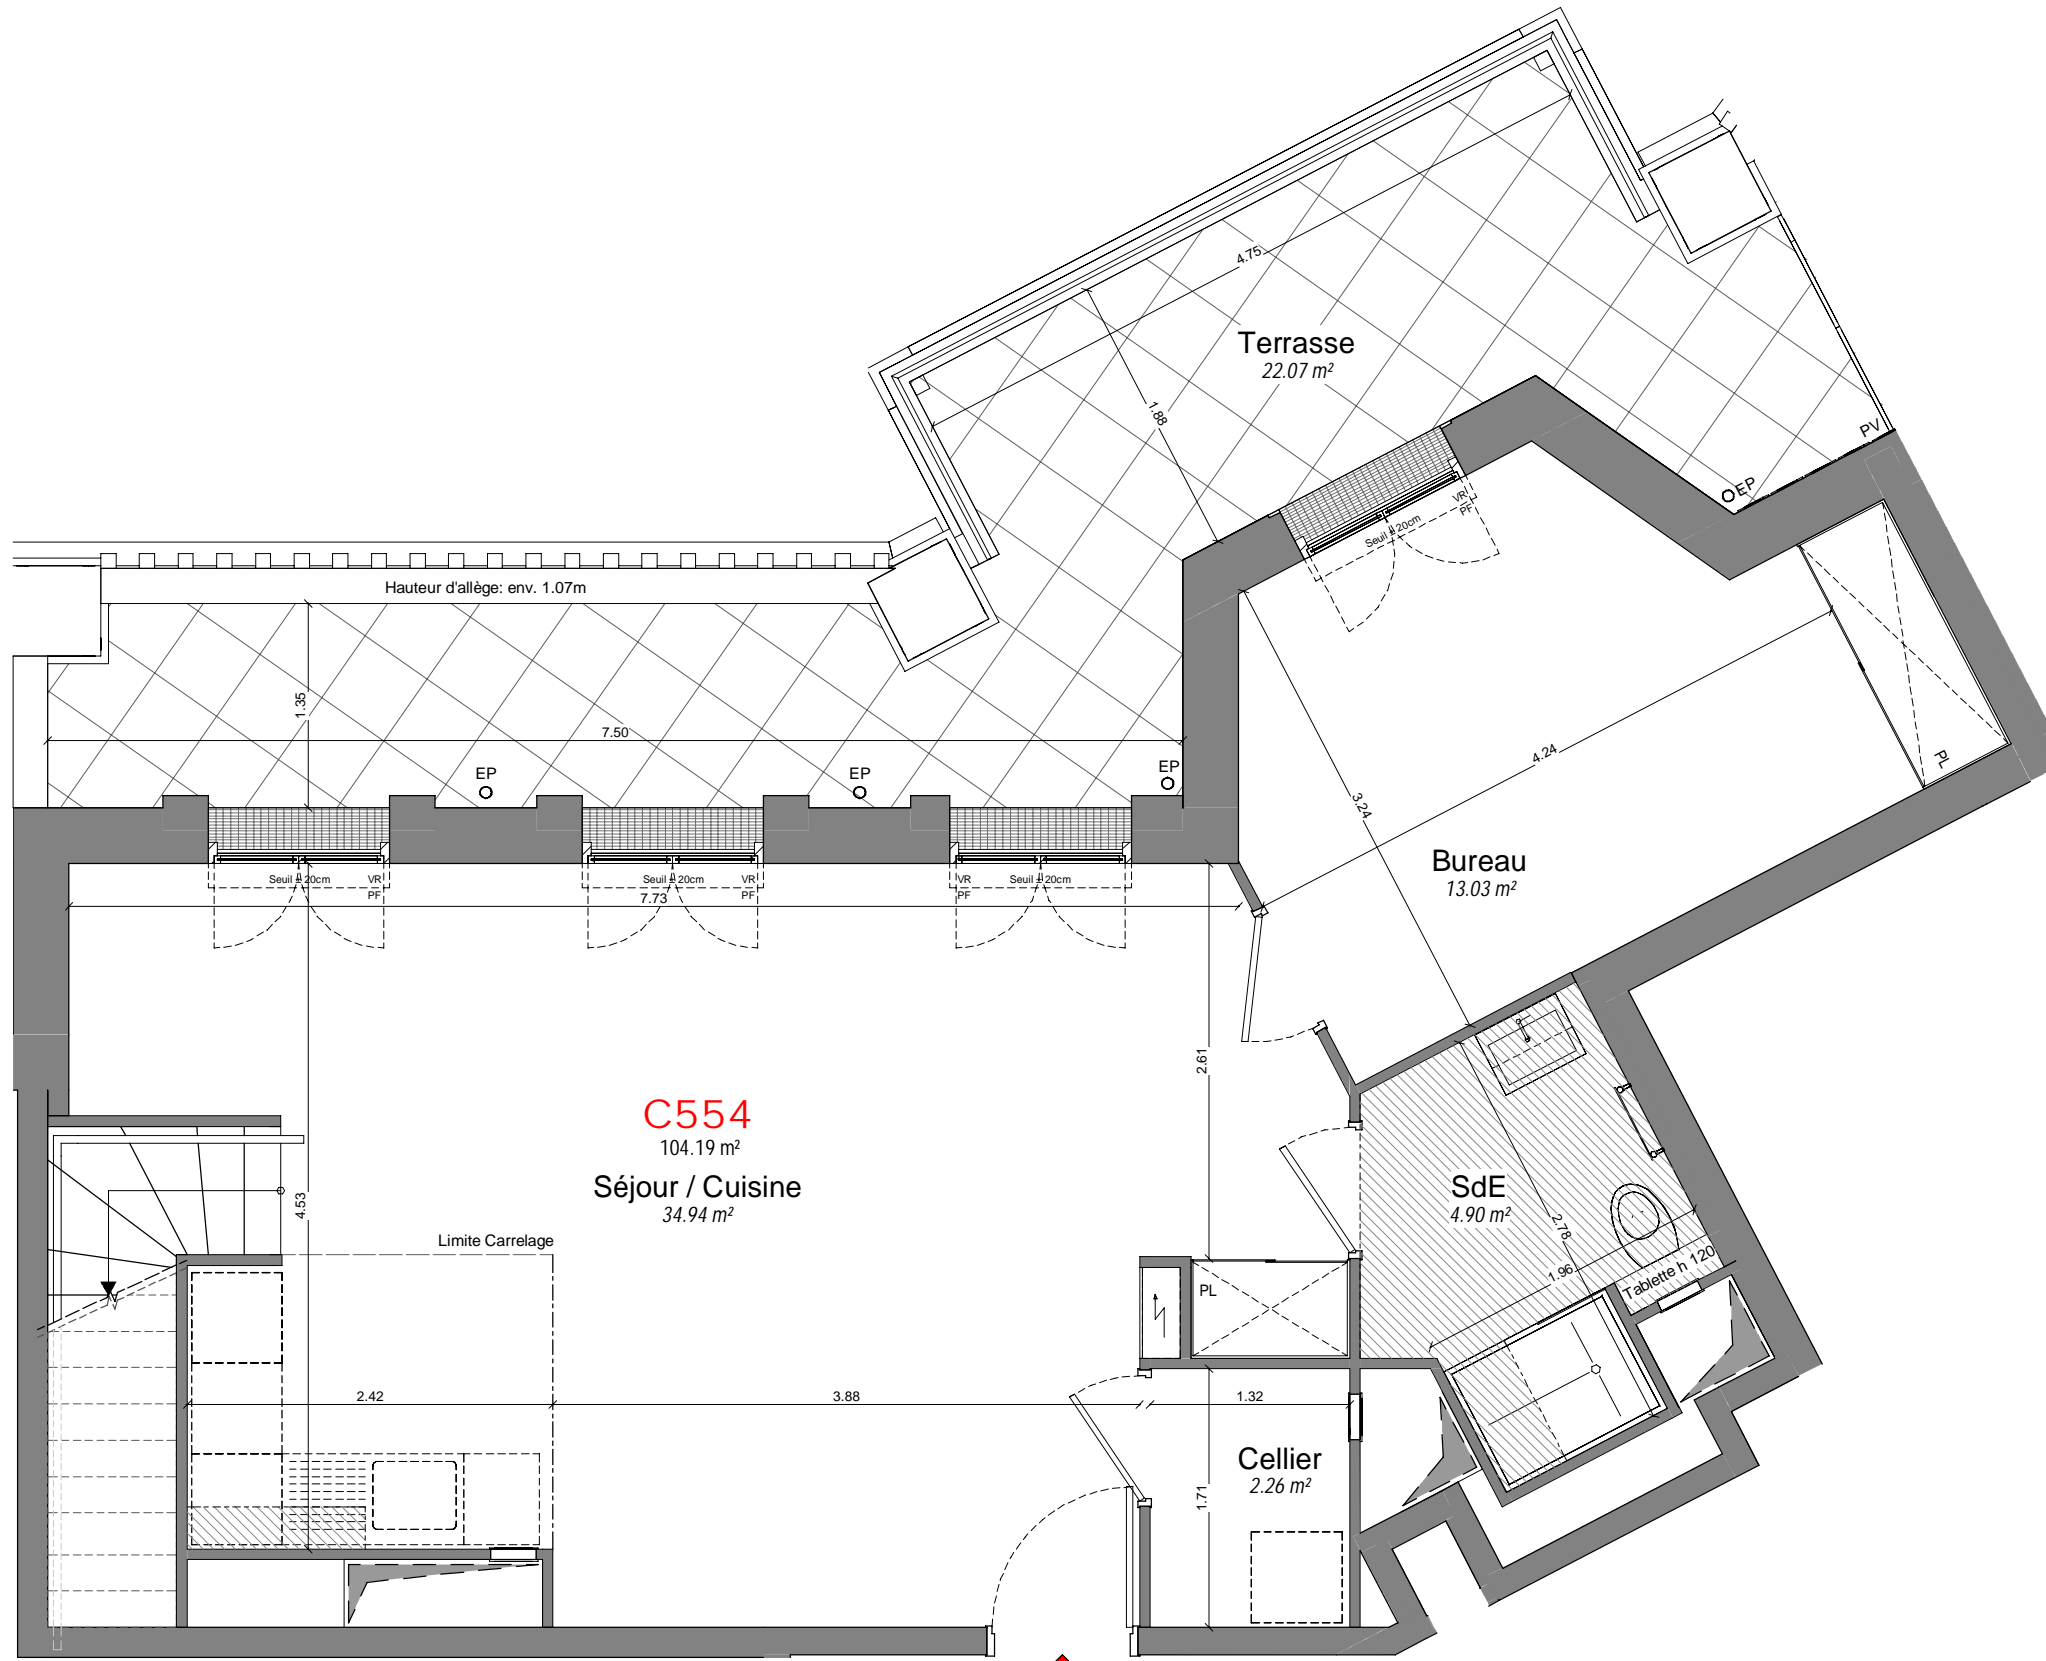 4.75
Terrasse
22.07 m²
1.88
PV
EP
VR
PF
Seuil ± 20cm
Hauteur d'allège: env. 1.07m
1.35
7.50
EP
EP
EP
4.24
PL
3.24
Seuil ± 20cm
VR
PF
Seuil ± 20cm
VR
PF
VR
PF
Seuil ± 20cm
7.73
Bureau
13.03 m²
2.61
C554
104.19 m²
Séjour / Cuisine
34.94 m²
4.53
SdE
4.90 m²
2.78
1.96
Tablette h 120
Limite Carrelage
PL
2.42
3.88
1.32
Cellier
2.26 m²
1.71